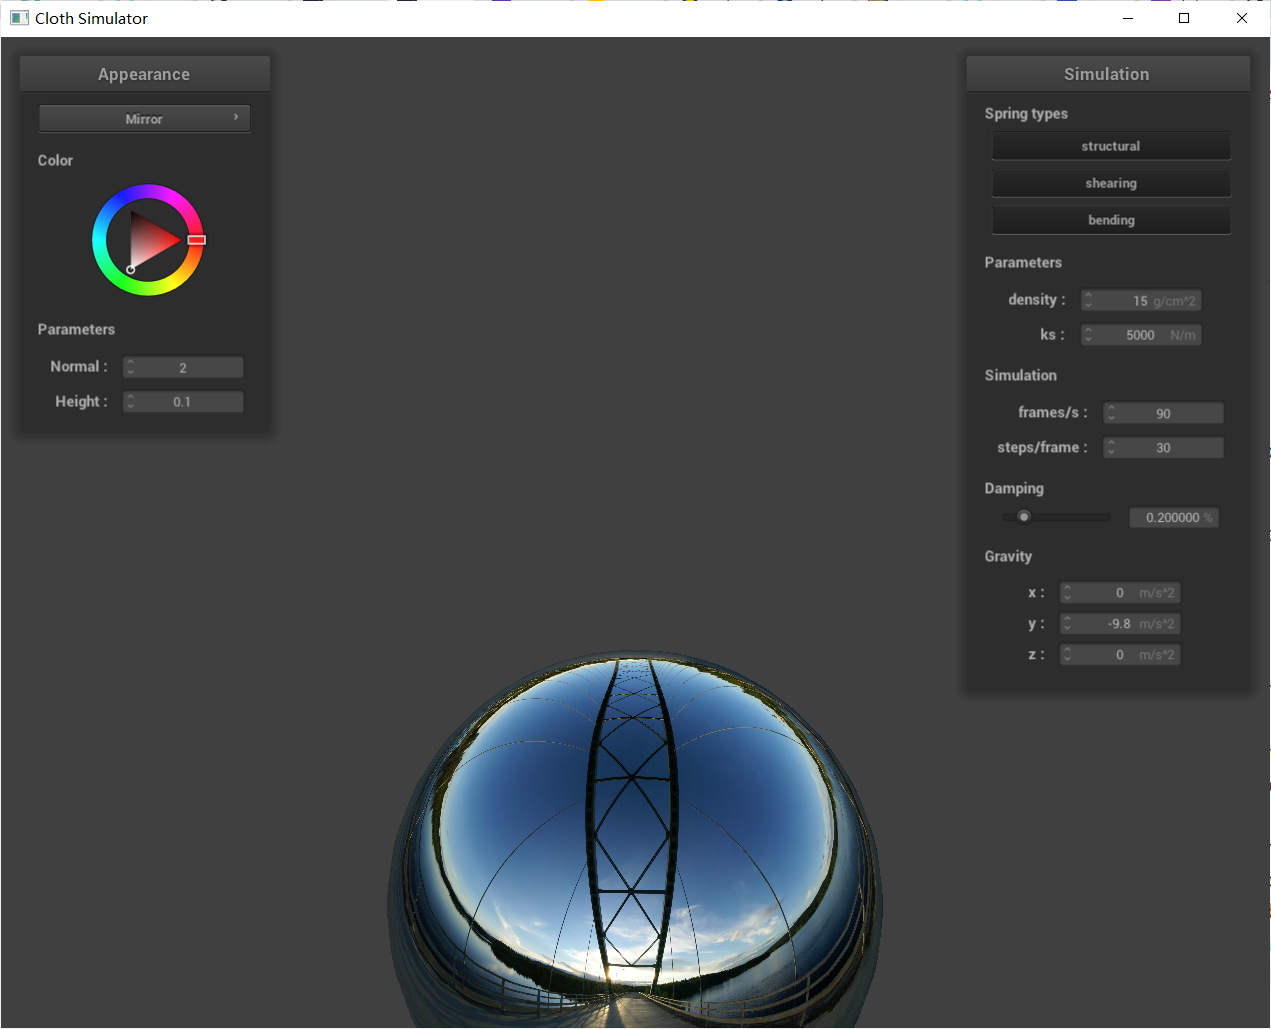 Cloth Simulator
Appearance
Mirror
Color
Parameters
Normal : 2
Height : 0.1
Simulation
Spring types
structural
shearing
bending
Parameters
density : 15 g/cm^2
ks : 5000 N/m
Simulation
frames/s : 90
steps/frame : 30
Damping
0.200000 %
Gravity
x : 0 m/s^2
y : -9.8 m/s^2
z : 0 m/s^2